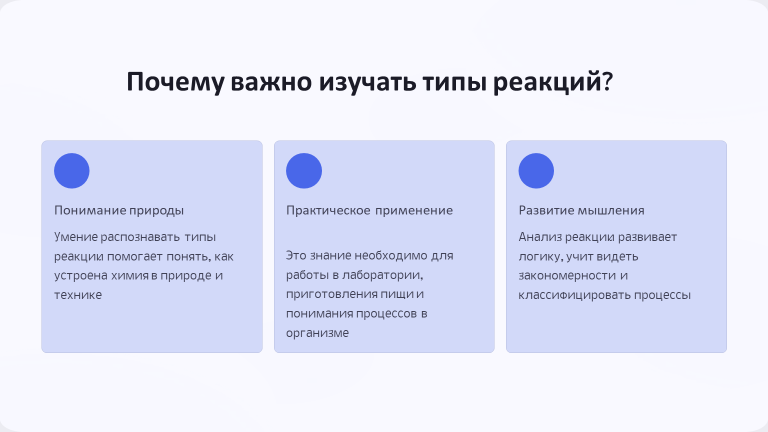 Почему важно изучать типы реакций?
Понимание природы
Умение распознавать типы
реакции помогает понять, как
устроена химия в природе и
технике
Практическое применение
Это знание необходимо для
работы в лаборатории,
приготовления пищи и
понимания процессов в
организме
Развитие мышления
Анализ реакции развивает
логику, учит видеть
закономерности и
классифицировать процессы